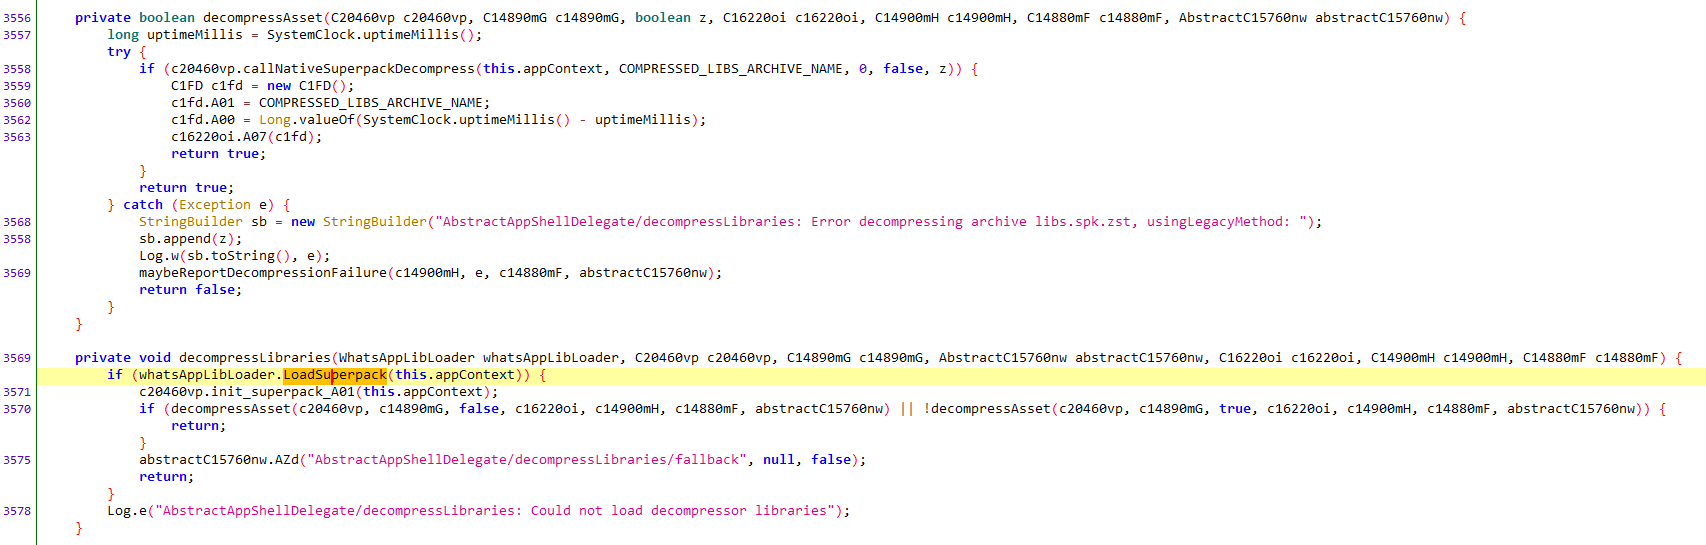 3556 private boolean decompressAsset(C20460vp c20460vp, C14890mG c14890mG, boolean z, C16220oi c16220oi, C14900mH c14900mH, C14880mF c14880mF, AbstractC15760nw abstractC15760nw) {
3557 long uptimeMillis = SystemClock.uptimeMillis();
try {
3558 if (c20460vp.callNativeSuperpackDecompress(this.appContext, COMPRESSED_LIBS_ARCHIVE_NAME, 0, false, z)) {
3559 C1FD c1fd = new C1FD();
3560 c1fd.A01 = COMPRESSED_LIBS_ARCHIVE_NAME;
3562 c1fd.A00 = Long.valueOf(SystemClock.uptimeMillis() - uptimeMillis);
3563 c16220oi.A07(c1fd);
return true;
}
return true;
} catch (Exception e) {
3568 StringBuilder sb = new StringBuilder("AbstractAppShellDelegate/decompressLibraries: Error decompressing archive libs.spk.zst, usingLegacyMethod: ");
3558 sb.append(z);
Log.w(sb.toString(), e);
3569 maybeReportDecompressionFailure(c14900mH, e, c14880mF, abstractC15760nw);
return false;
}
}
3569 private void decompressLibraries(WhatsAppLibLoader whatsAppLibLoader, C20460vp c20460vp, C14890mG c14890mG, AbstractC15760nw abstractC15760nw, C16220oi c16220oi, C14900mH c14900mH, C14880mF c14880mF) {
if (whatsAppLibLoader.LoadSuperpack(this.appContext)) {
3571 c20460vp.init_superpack_A01(this.appContext);
3570 if (decompressAsset(c20460vp, c14890mG, false, c16220oi, c14900mH, c14880mF, abstractC15760nw) || !decompressAsset(c20460vp, c14890mG, true, c16220oi, c14900mH, c14880mF, abstractC15760nw)) {
return;
}
3575 abstractC15760nw.AZd("AbstractAppShellDelegate/decompressLibraries/fallback", null, false);
return;
}
3578 Log.e("AbstractAppShellDelegate/decompressLibraries: Could not load decompressor libraries");
}